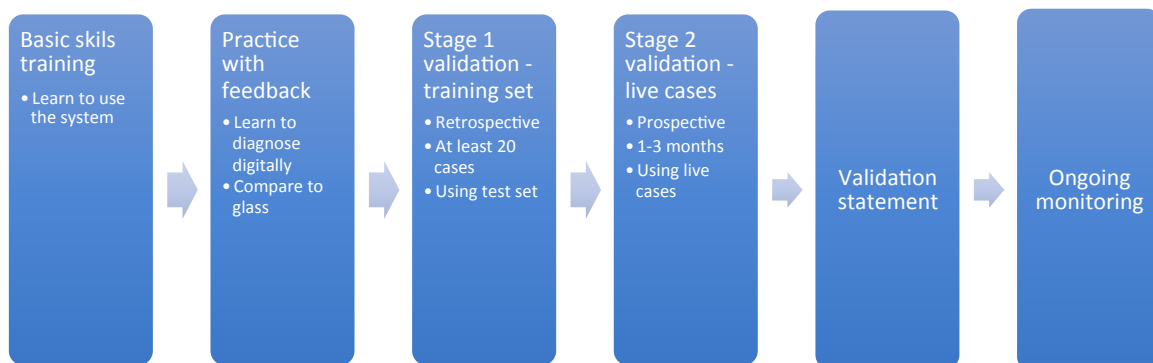 Basic skils
training
• Learn to use
the system
Practice
with
feedback
• Learn to
diagnose
digitally
• Compare to
glass
Stage 1
validation -
training set
• Retrospective
• At least 20
cases
• Using test set
Stage 2
validation -
live cases
• Prospective
• 1-3 months
• Using live
cases
Validation
statement
Ongoing
monitoring